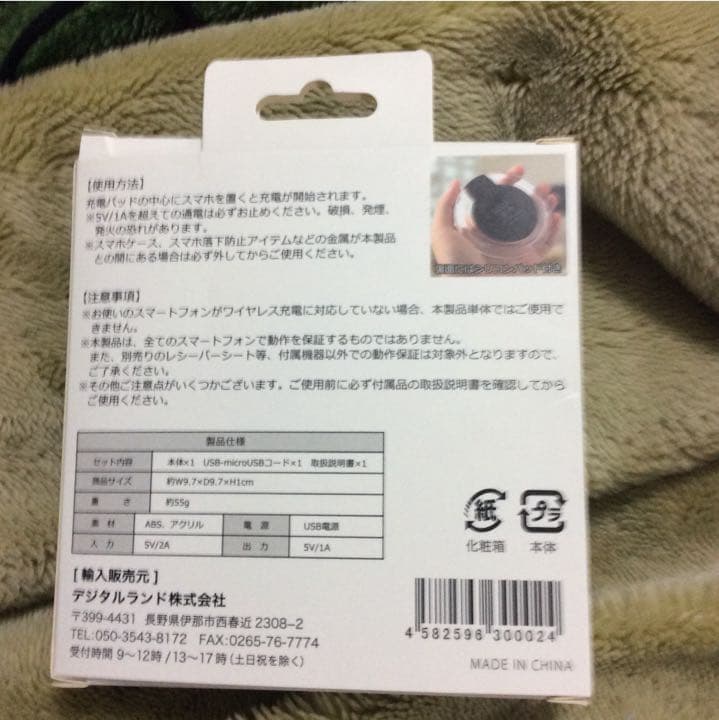 【使用方法】
充電パッドの中心にスマホを置くと充電が開始されます。
※5V/1Aを超えての通電は必ずお止めください。破損、発煙、
発火の恐れがあります。
※スマホケース、スマホ落下防止アイテムなどの金属が本製品
との間にある場合は必ず外してからご使用ください。
裏面にはシリコンパッド付き
【注意事項】
※お使いのスマートフォンがワイヤレス充電に対応していない場合、本製品単体ではご使用で
きません。
※本製品は、全てのスマートフォンで動作を保証するものではありません。
また、別売りのレシーバーシート等、付属機器以外での動作保証は対象外となりますので、
ご了承ください。
※その他ご注意点がいくつかございます。ご使用前に必ず付属品の取扱説明書を確認してから
ご使用ください。
製品仕様
セット内容 本体×1 USB-microUSBコード×1 取扱説明書×1
商品サイズ 約W9.7×D9.7×H1cm
重さ 約55g
素材 ABS、アクリル 電源 USB電源
入力 5V/2A 出力 5V/1A
紙 プラ
化粧箱 本体
[ 輸入販売元 ]
デジタルランド株式会社
〒399-4431 長野県伊那市西春近2308-2
TEL:050-3543-8172 FAX:0265-76-7774
受付時間 9~12時/13~17時(土日祝を除く)
4 582596 300024
MADE IN CHINA